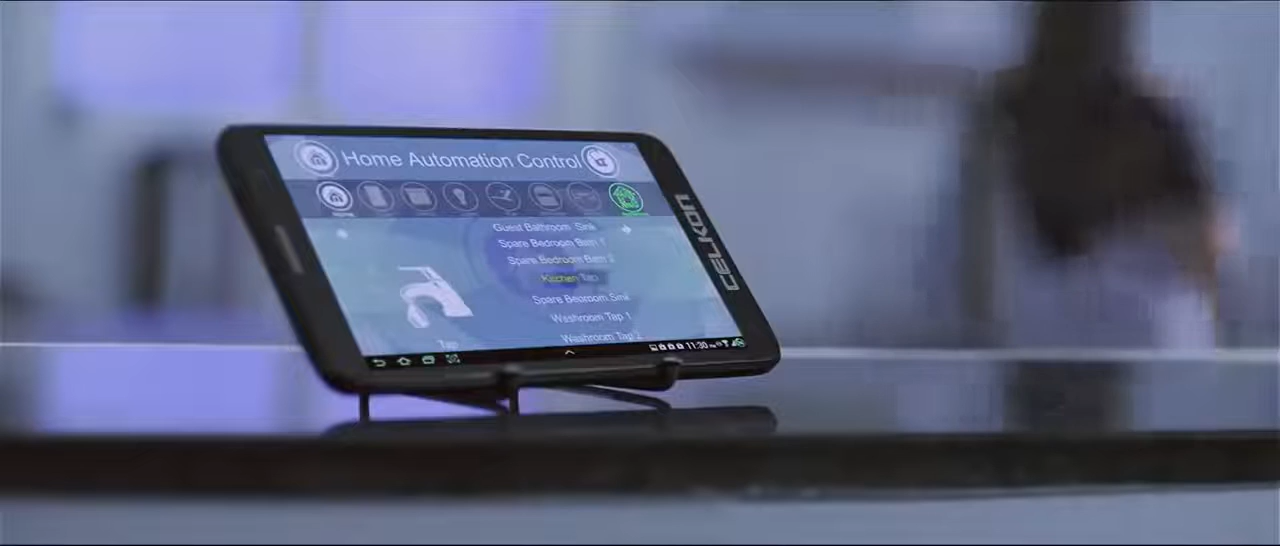 Home Automation Control
Guest Bathroom Sink
Spare Bedroom Bath 1
Spare Bedroom Bath 2
Kitchen Tap
Spare Bedroom Sink
Washroom Tap 1
Washroom Tap 2
Tap
11:30
CELKON